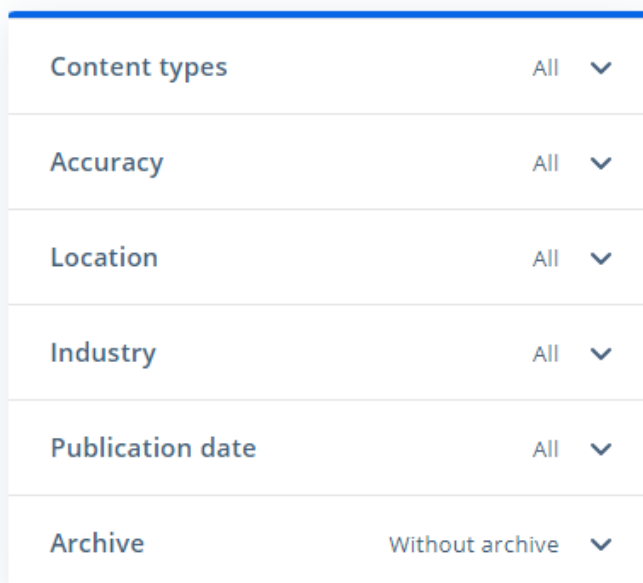 Content types All
Accuracy All
Location All
Industry All
Publication date All
Archive Without archive